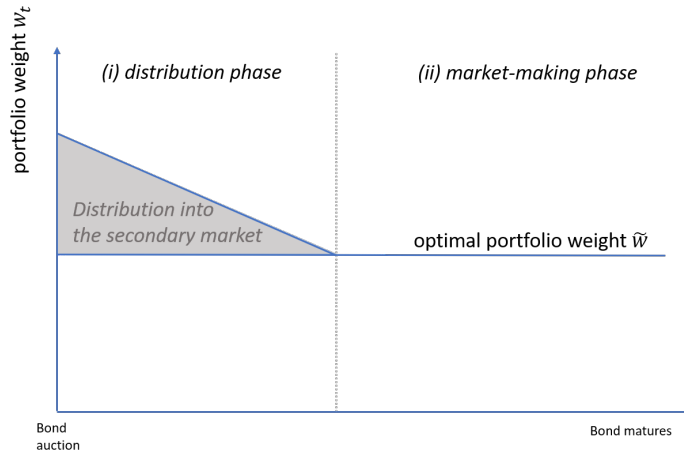 portfolio weight wₜ
(i) distribution phase
(ii) market-making phase
Distribution into
the secondary market
optimal portfolio weight w̃
Bond
auction
Bond matures